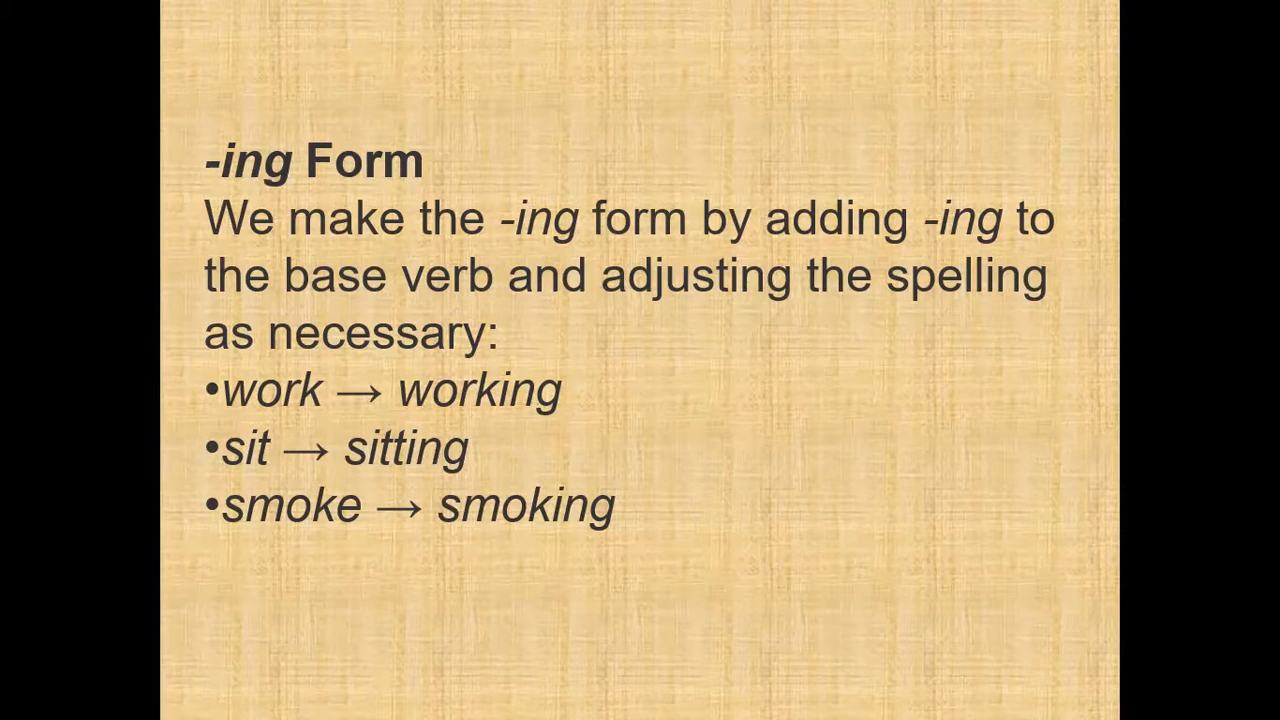 -ing Form
We make the -ing form by adding -ing to
the base verb and adjusting the spelling
as necessary:
•work → working
•sit → sitting
•smoke → smoking